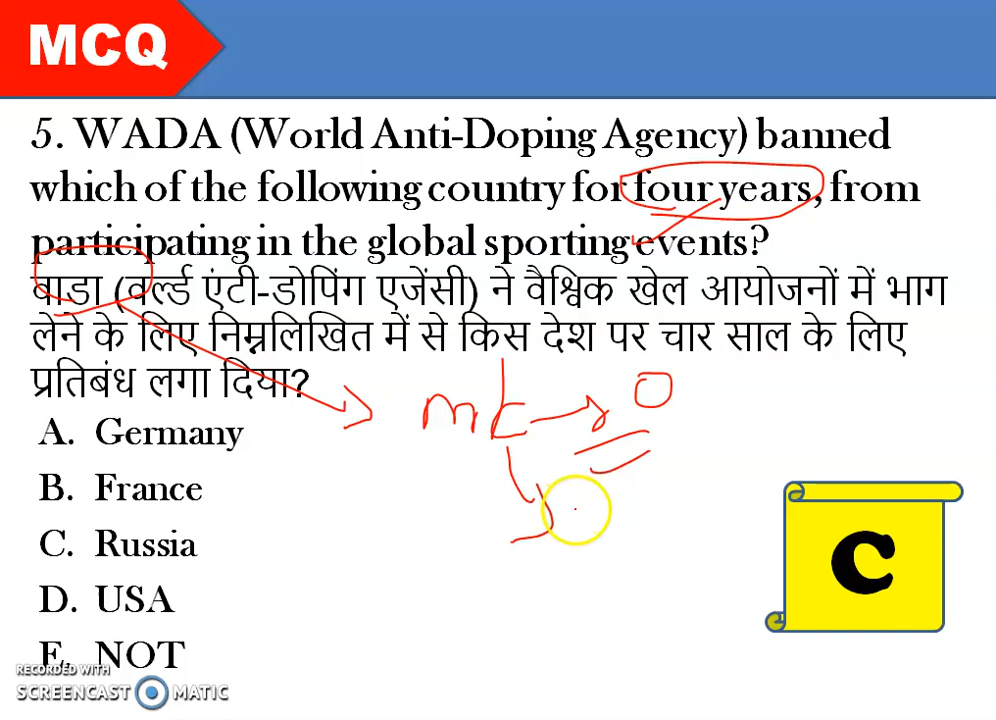 MCQ
5. WADA (World Anti-Doping Agency) banned
which of the following country for four years, from
participating in the global sporting events?
बाडा (वर्ल्ड एंटी-डोपिंग एजेंसी) ने वैश्विक खेल आयोजनों में भाग
लेने के लिए निम्नलिखित में से किस देश पर चार साल के लिए
प्रतिबंध लगा दिया?
A. Germany
B. France
C. Russia
D. USA
E. NOT
C
RECORDED WITH
SCREENCAST MATIC